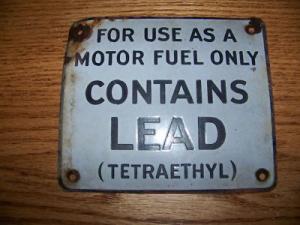 FOR USE AS A
MOTOR FUEL ONLY
CONTAINS
LEAD
(TETRAETHYL)